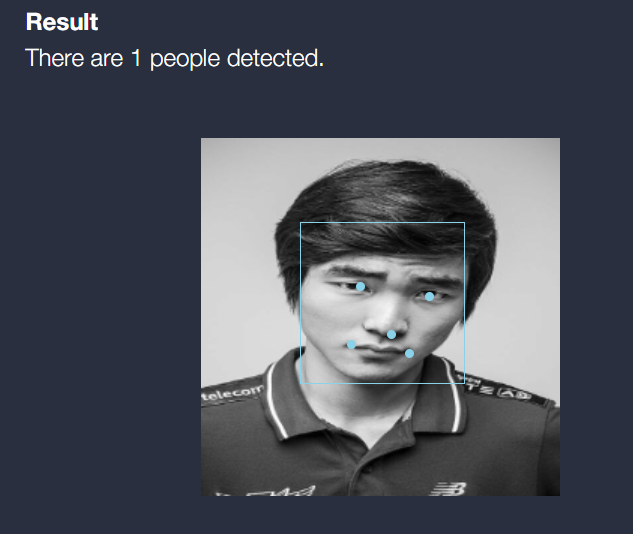 Result
There are 1 people detected.
telecom